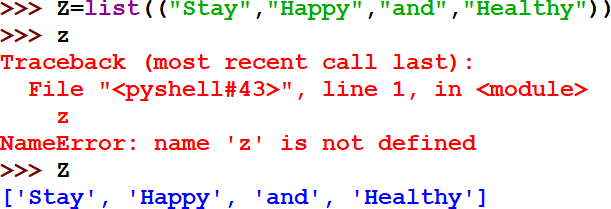 >>> Z=list(("Stay","Happy","and","Healthy"))
>>> z
Traceback (most recent call last):
  File "<pyshell#43>", line 1, in <module>
    z
NameError: name 'z' is not defined
>>> Z
['Stay', 'Happy', 'and', 'Healthy']